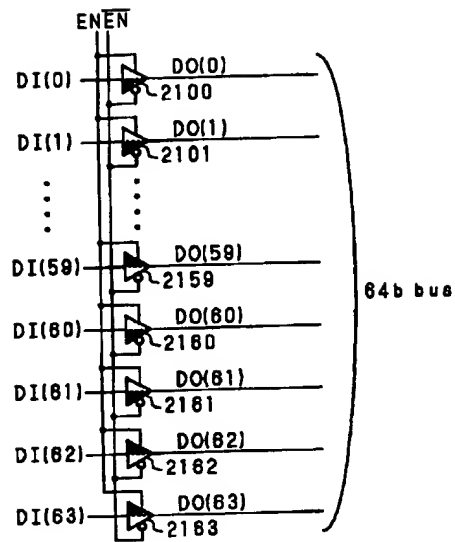 EN E̅N̅
DO(0)
DI(0)
2100
DO(1)
DI(1)
2101
DO(59)
DI(59)
2159
64b bus
DO(60)
DI(60)
2160
DO(61)
DI(61)
2161
DO(62)
DI(62)
2162
DO(63)
DI(63)
2163